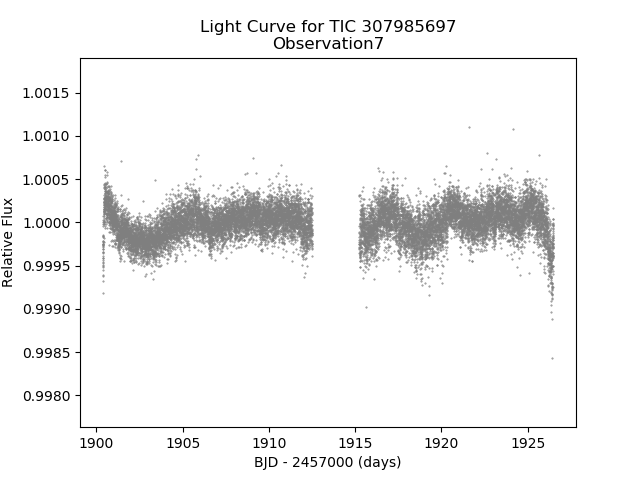 Light Curve for TIC 307985697
Observation7
Relative Flux
1.0015
1.0010
1.0005
1.0000
0.9995
0.9990
0.9985
0.9980
1900 1905 1910 1915 1920 1925
BJD - 2457000 (days)